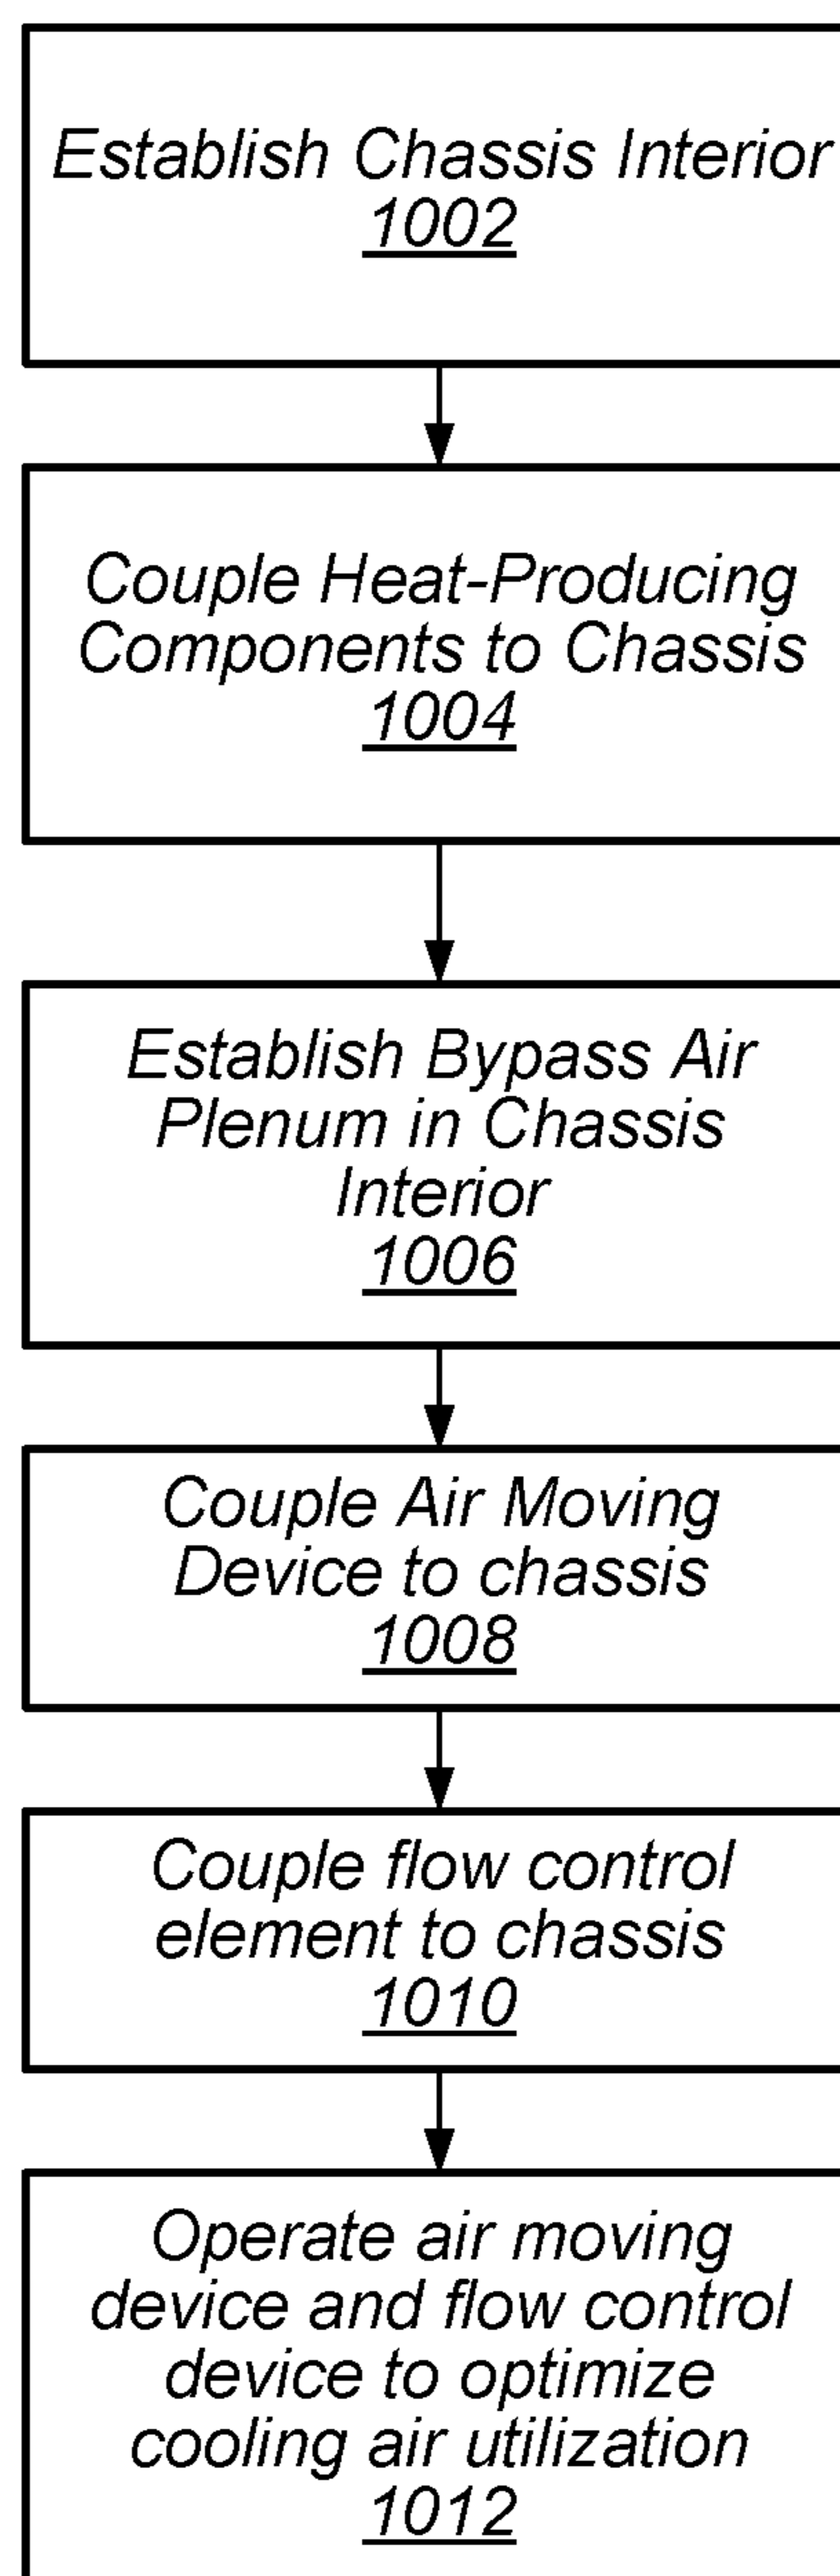 Establish Chassis Interior
1002
Couple Heat-Producing
Components to Chassis
1004
Establish Bypass Air
Plenum in Chassis
Interior
1006
Couple Air Moving
Device to chassis
1008
Couple flow control
element to chassis
1010
Operate air moving
device and flow control
device to optimize
cooling air utilization
1012